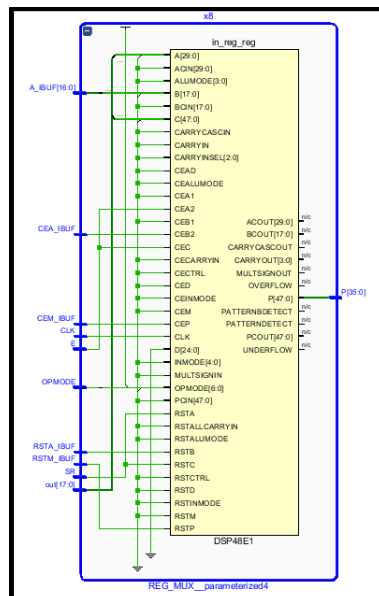 x8
in_reg_reg
A[29:0]
ACIN[29:0]
ALUMODE[3:0]
A_IBUF[16:0]
B[17:0]
BCIN[17:0]
C[47:0]
CARRYCASCIN
CARRYIN
CARRYINSEL[2:0]
CEAD
CEALUMODE
CEA1
CEA2
CEB1
ACOUT[29:0]
n/c
CEA_IBUF
CEB2
BCOUT[17:0]
n/c
CEC
CARRYCASCOUT
n/c
CECARRYIN
CARRYOUT[3:0]
n/c
CECTRL
MULTSIGNOUT
n/c
CED
OVERFLOW
n/c
CEINMODE
P[47:0]
P[35:0]
CEM
PATTERNBDETECT
n/c
CEM_IBUF
CEP
PATTERNDETECT
n/c
CLK
CLK
PCOUT[47:0]
n/c
E
D[24:0]
UNDERFLOW
n/c
INMODE[4:0]
MULTSIGNIN
OPMODE
OPMODE[6:0]
PCIN[47:0]
RSTA
RSTALLCARRYIN
RSTALUMODE
RSTA_IBUF
RSTB
RSTM_IBUF
RSTC
SR
RSTCTRL
out[17:0]
RSTD
RSTINMODE
RSTM
RSTP
DSP48E1
REG_MUX__parameterized4